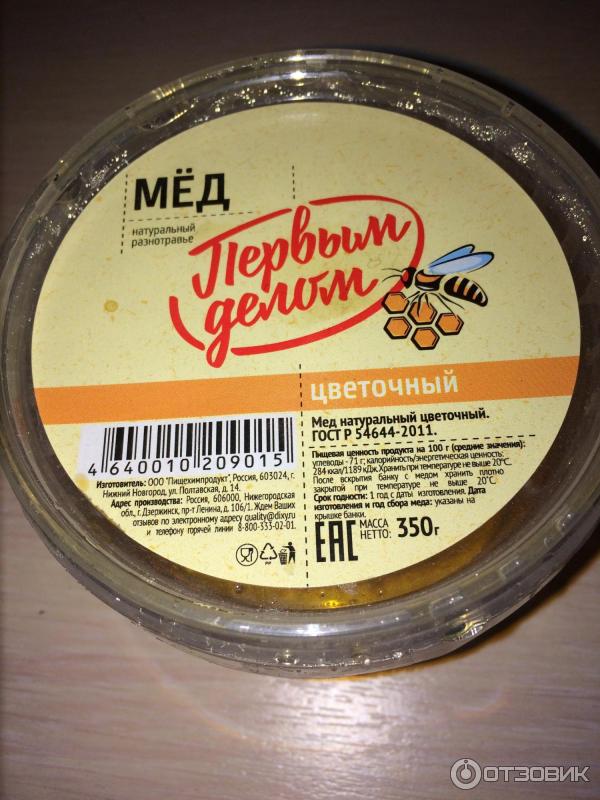 МЁД
натуральный
разнотравье
Первым
делом
цветочный
4640010209015
Изготовитель: ООО "Пищехимпродукт", Россия, 603024, г.
Нижний Новгород, ул. Полтавская, д. 14.
Адрес производства: Россия, 606000, Нижегородская
обл., г. Дзержинск, пр-т Ленина, д. 106/1. Ждем Ваших
отзывов по электронному адресу quality@dixy.ru
и телефону горячей линии 8-800-333-02-01.
Мед натуральный цветочный.
ГОСТ Р 54644-2011.
Пищевая ценность продукта на 100 г (средние значения):
углеводы - 71 г; калорийность/энергетическая ценность:
284 ккал/1189 кДж. Хранить при температуре не выше 20°С.
После вскрытия банку с медом хранить плотно
закрытой при температуре не выше 20°С.
Срок годности: 1 год с даты изготовления. Дата
изготовления и год сбора меда: указаны на
крышке банки.
ЕАС
МАССА
НЕТТО: 350г
PP
ОТЗОВИК